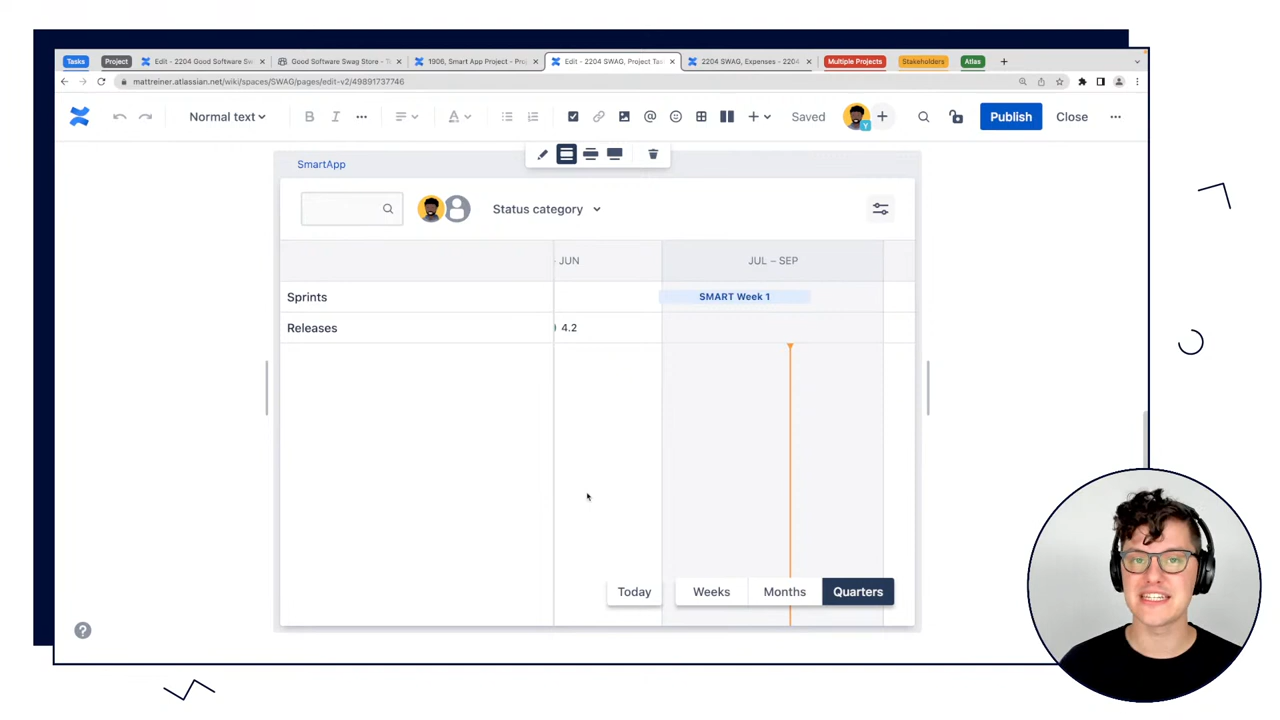 Tasks
Project
Edit - 2204 Good Software Sw
Good Software Swag Store - T
1906, Smart App Project - Pro
Edit - 2204 SWAG, Project Tas
2204 SWAG, Expenses - 2204
Multiple Projects
Stakeholders
Atlas
mattreiner.atlassian.net/wiki/spaces/SWAG/pages/edit-v2/49891737746
Normal text
B
I
A
Saved
Y
Publish
Close
SmartApp
Status category
JUN
JUL – SEP
Sprints
SMART Week 1
Releases
4.2
Today
Weeks
Months
Quarters